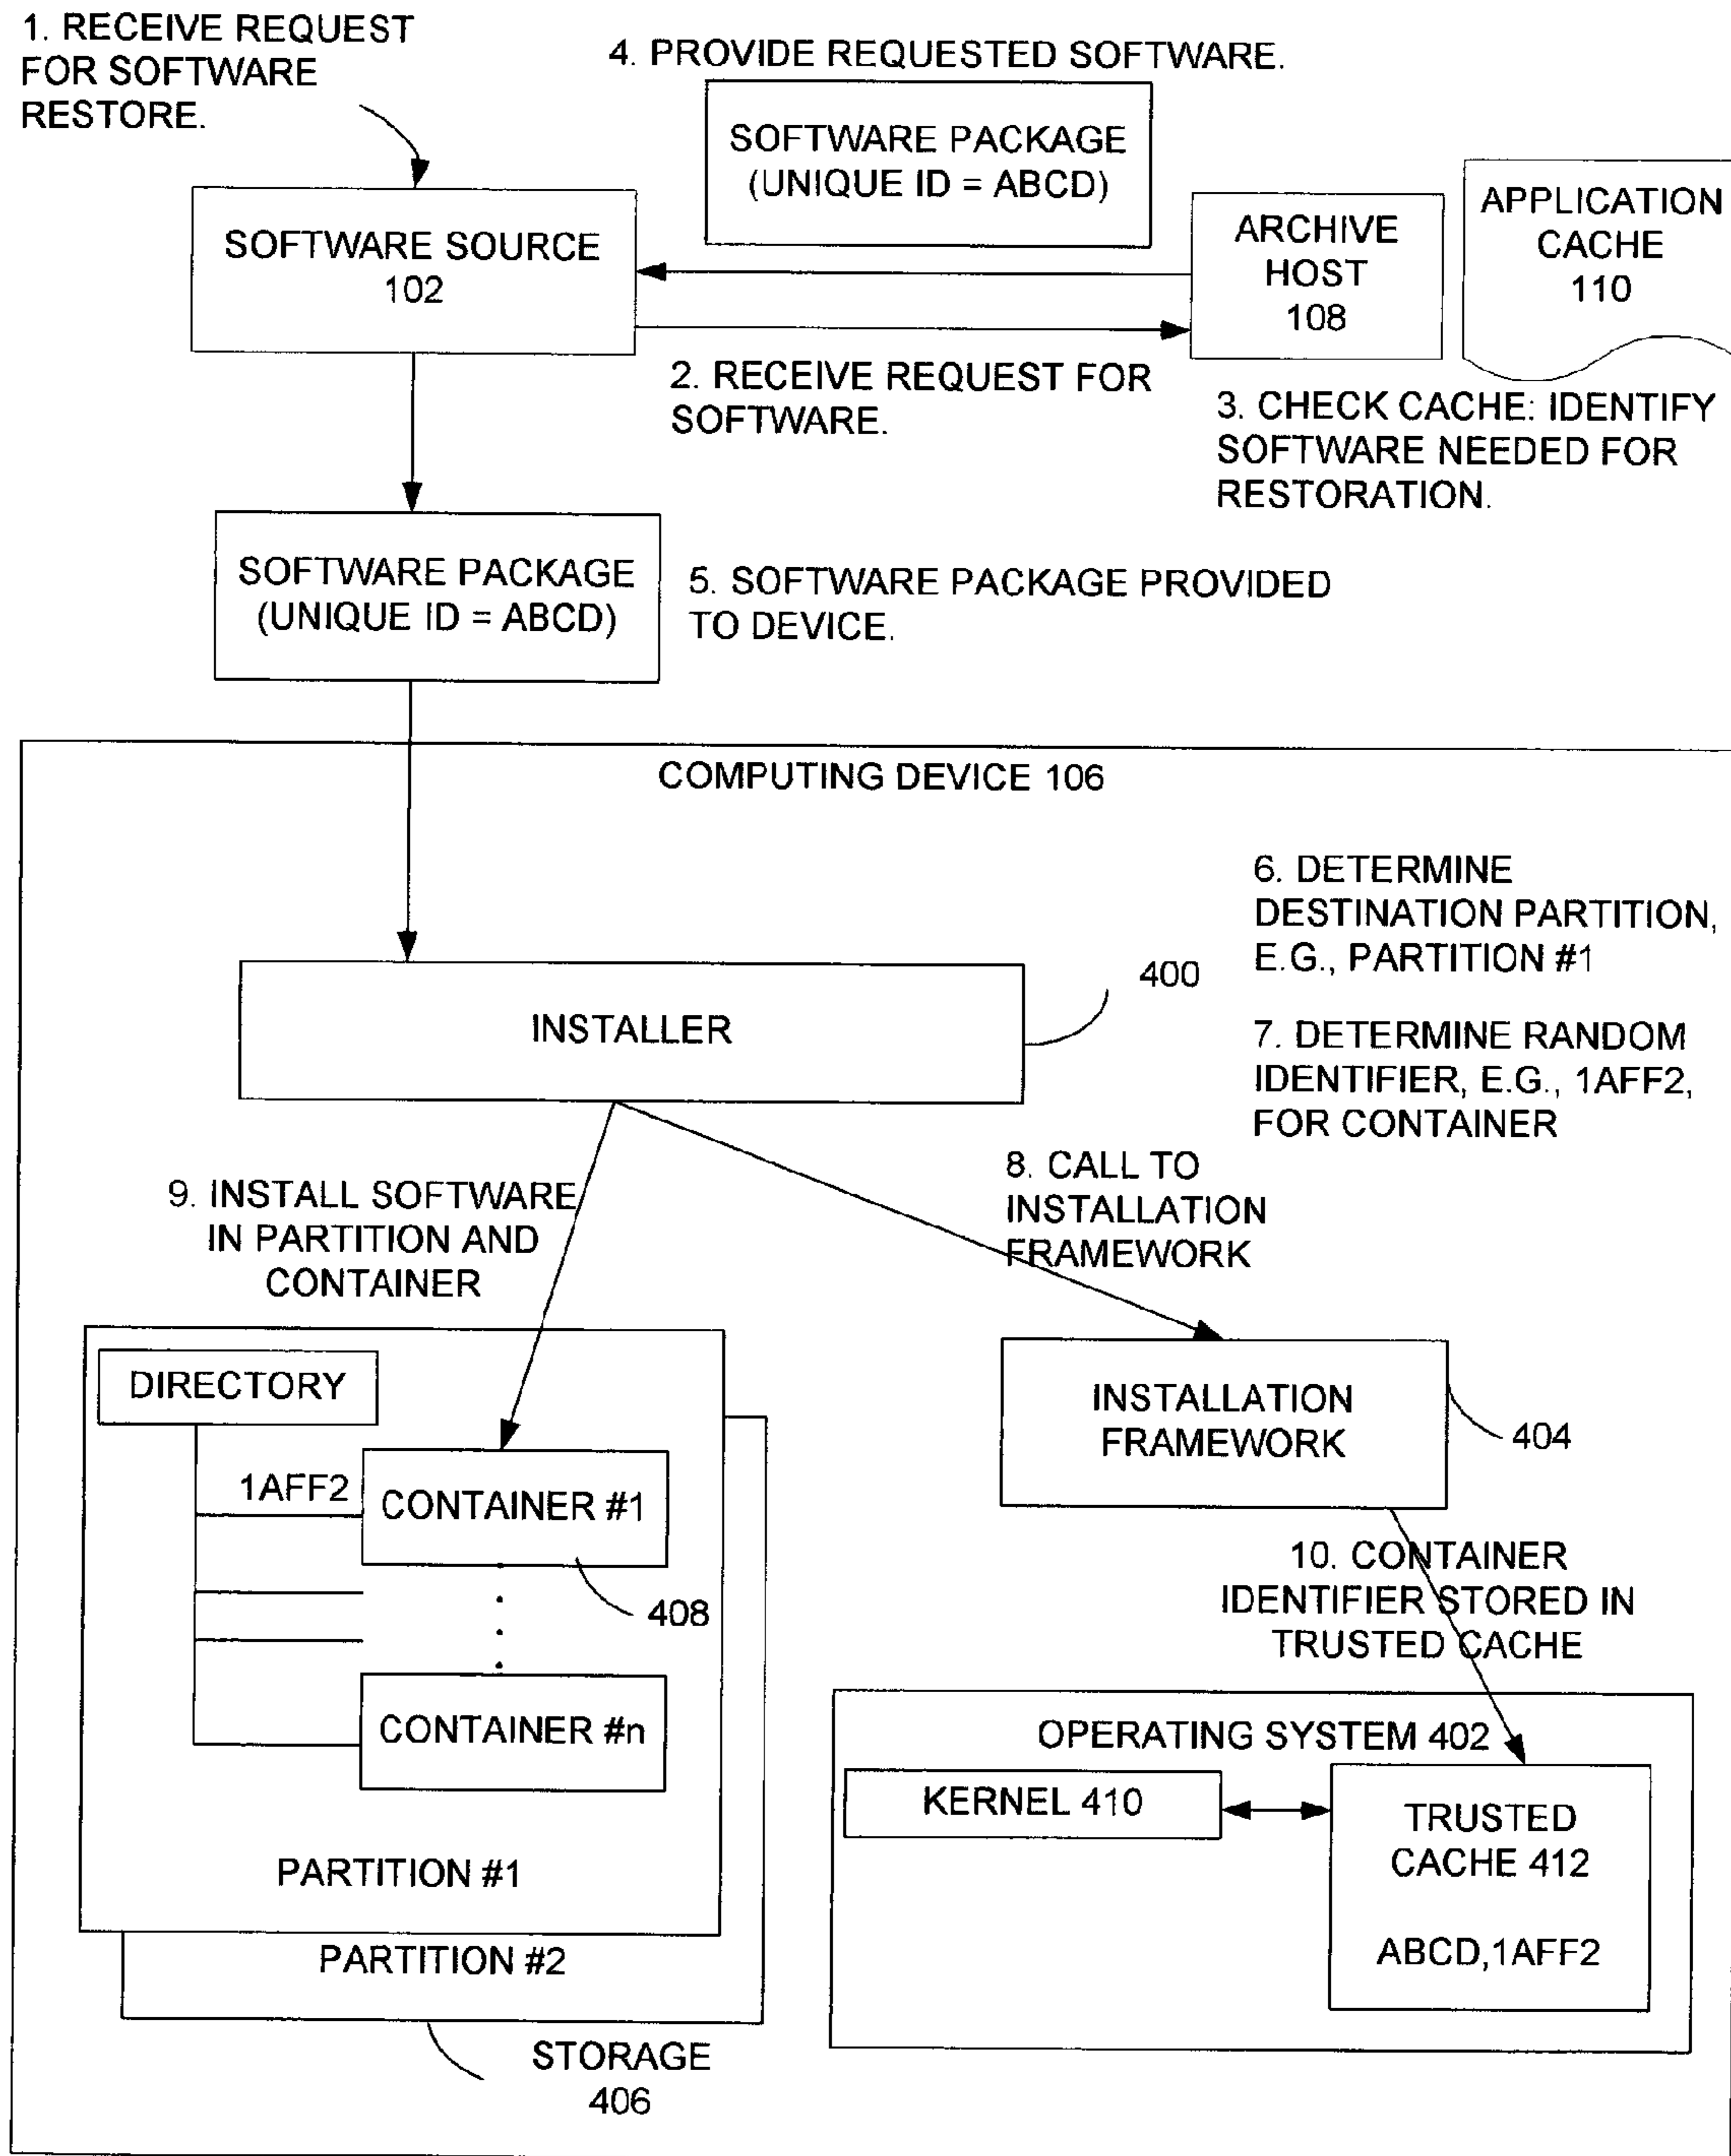 1. RECEIVE REQUEST
FOR SOFTWARE
RESTORE.
4. PROVIDE REQUESTED SOFTWARE.
SOFTWARE PACKAGE
(UNIQUE ID = ABCD)
SOFTWARE SOURCE
102
ARCHIVE
HOST
108
APPLICATION
CACHE
110
2. RECEIVE REQUEST FOR
SOFTWARE.
3. CHECK CACHE: IDENTIFY
SOFTWARE NEEDED FOR
RESTORATION.
SOFTWARE PACKAGE
(UNIQUE ID = ABCD)
5. SOFTWARE PACKAGE PROVIDED
TO DEVICE.
COMPUTING DEVICE 106
6. DETERMINE
DESTINATION PARTITION,
E.G., PARTITION #1
400
INSTALLER
7. DETERMINE RANDOM
IDENTIFIER, E.G., 1AFF2,
FOR CONTAINER
9. INSTALL SOFTWARE
IN PARTITION AND
CONTAINER
8. CALL TO
INSTALLATION
FRAMEWORK
DIRECTORY
1AFF2
CONTAINER #1
408
CONTAINER #n
PARTITION #1
PARTITION #2
STORAGE
406
INSTALLATION
FRAMEWORK
404
10. CONTAINER
IDENTIFIER STORED IN
TRUSTED CACHE
OPERATING SYSTEM 402
KERNEL 410
TRUSTED
CACHE 412
ABCD,1AFF2